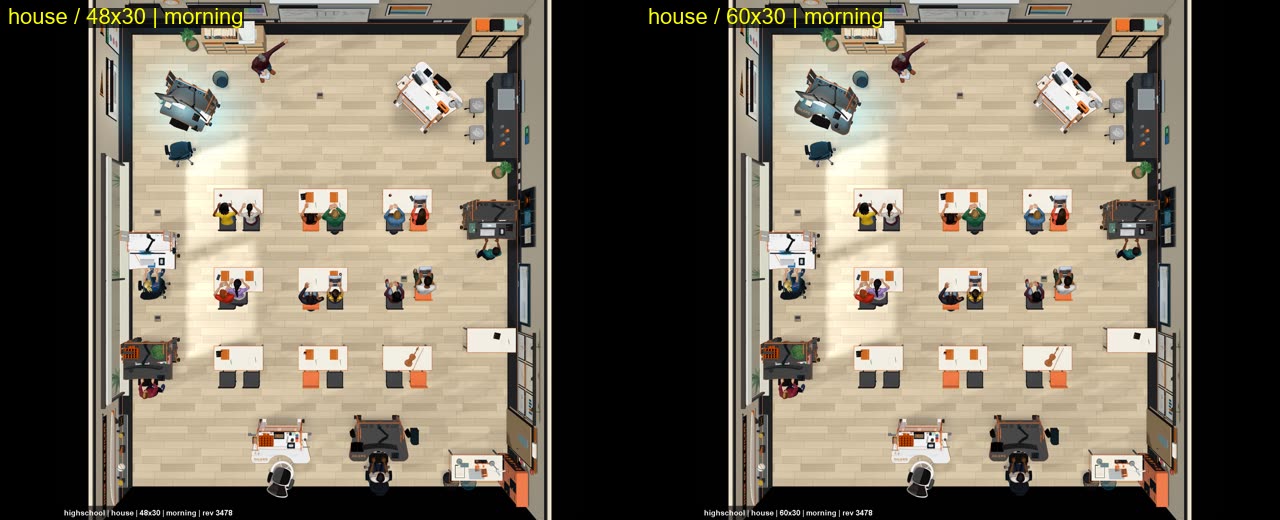 house / 48x30 | morning
house / 60x30 | morning
highschool | house | 48x30 | morning | rev 3478
highschool | house | 60x30 | morning | rev 3478